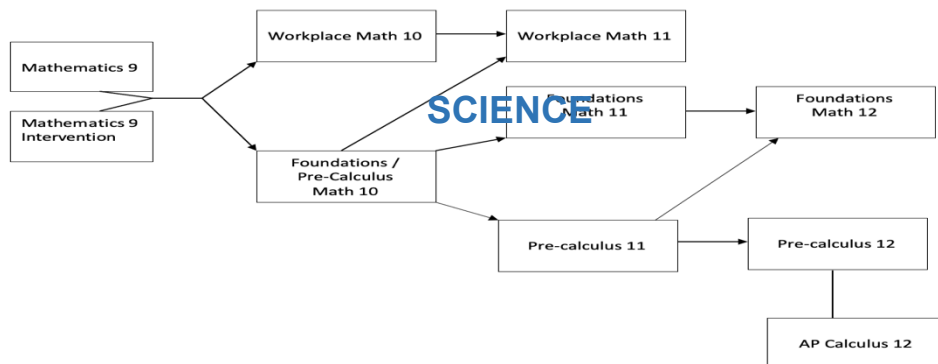 Mathematics 9
Mathematics 9
Intervention
Workplace Math 10
Workplace Math 11
SCIENCE
Foundations
Math 11
Foundations
Math 12
Foundations /
Pre-Calculus
Math 10
Pre-calculus 11
Pre-calculus 12
AP Calculus 12